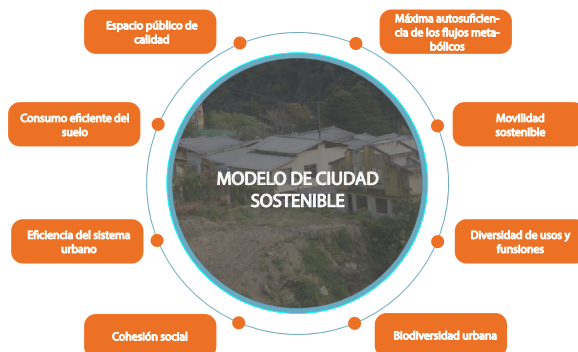 Espacio público de
calidad
Máxima autosuficien-
cia de los flujos meta-
bólicos
Consumo eficiente del
suelo
Movilidad
sostenible
MODELO DE CIUDAD
SOSTENIBLE
Eficiencia del sistema
urbano
Diversidad de usos y
funsiones
Cohesión social
Biodiversidad urbana